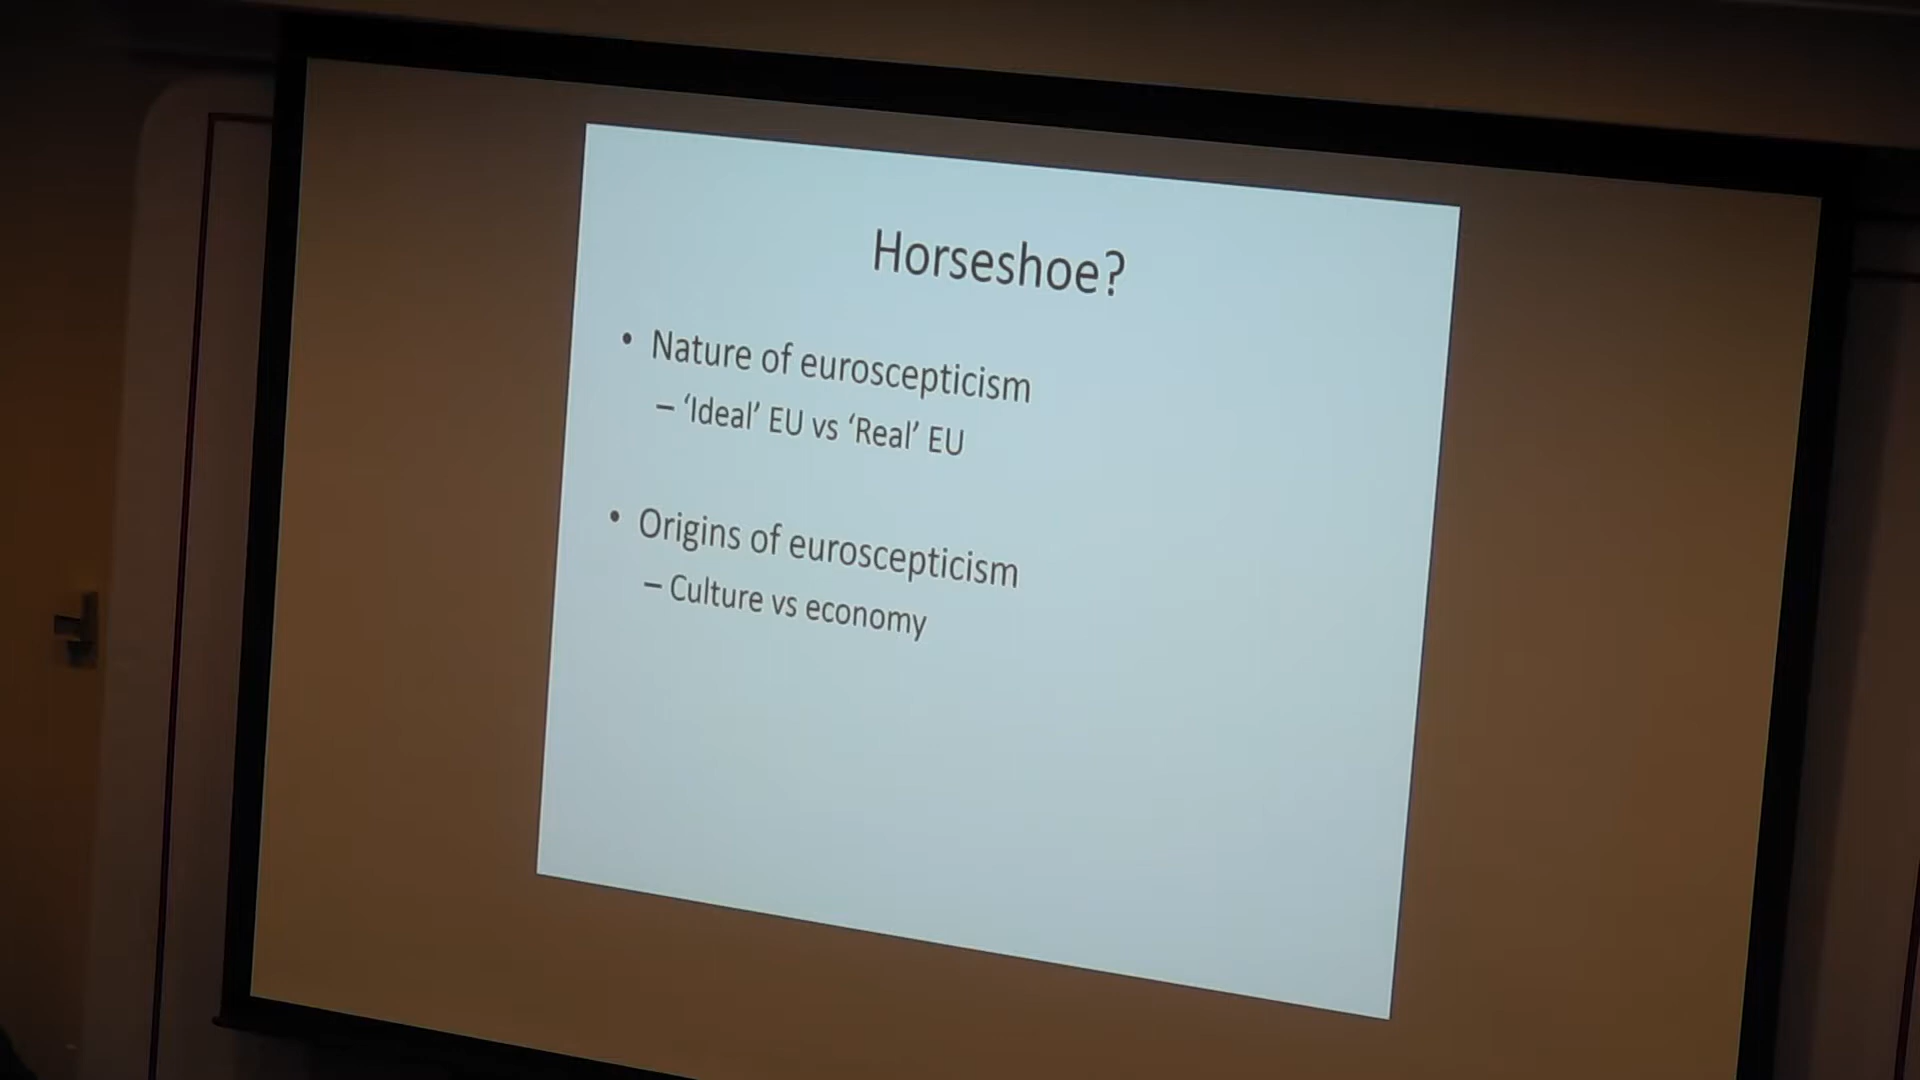 Horseshoe?
• Nature of euroscepticism
– ‘Ideal’ EU vs ‘Real’ EU
• Origins of euroscepticism
– Culture vs economy